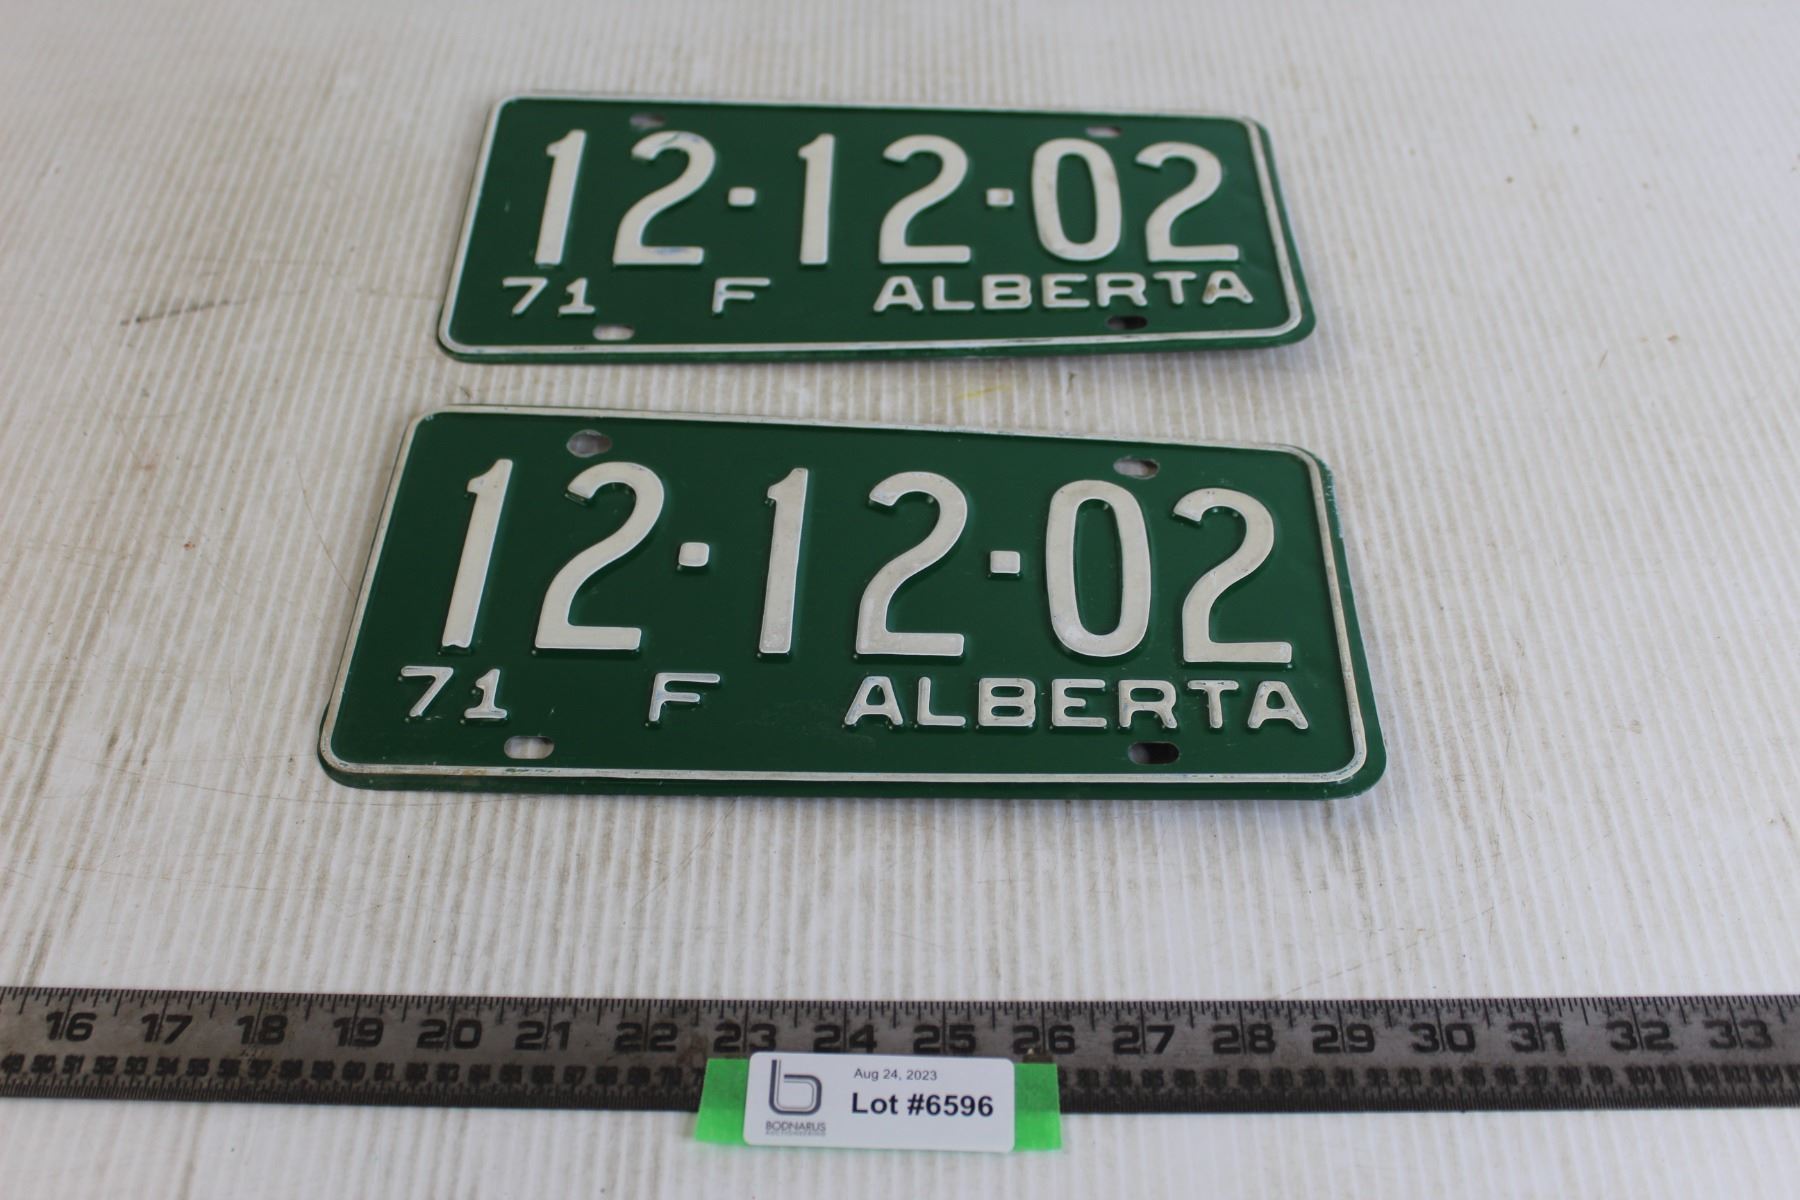 12·12·02
71 F ALBERTA
12·12·02
71 F ALBERTA
16 17 18 19 20 21 22 23 24 25 26 27 28 29 30 31 32 33
Aug 24, 2023
Lot #6596
BODNARUS
AUCTIONEERING